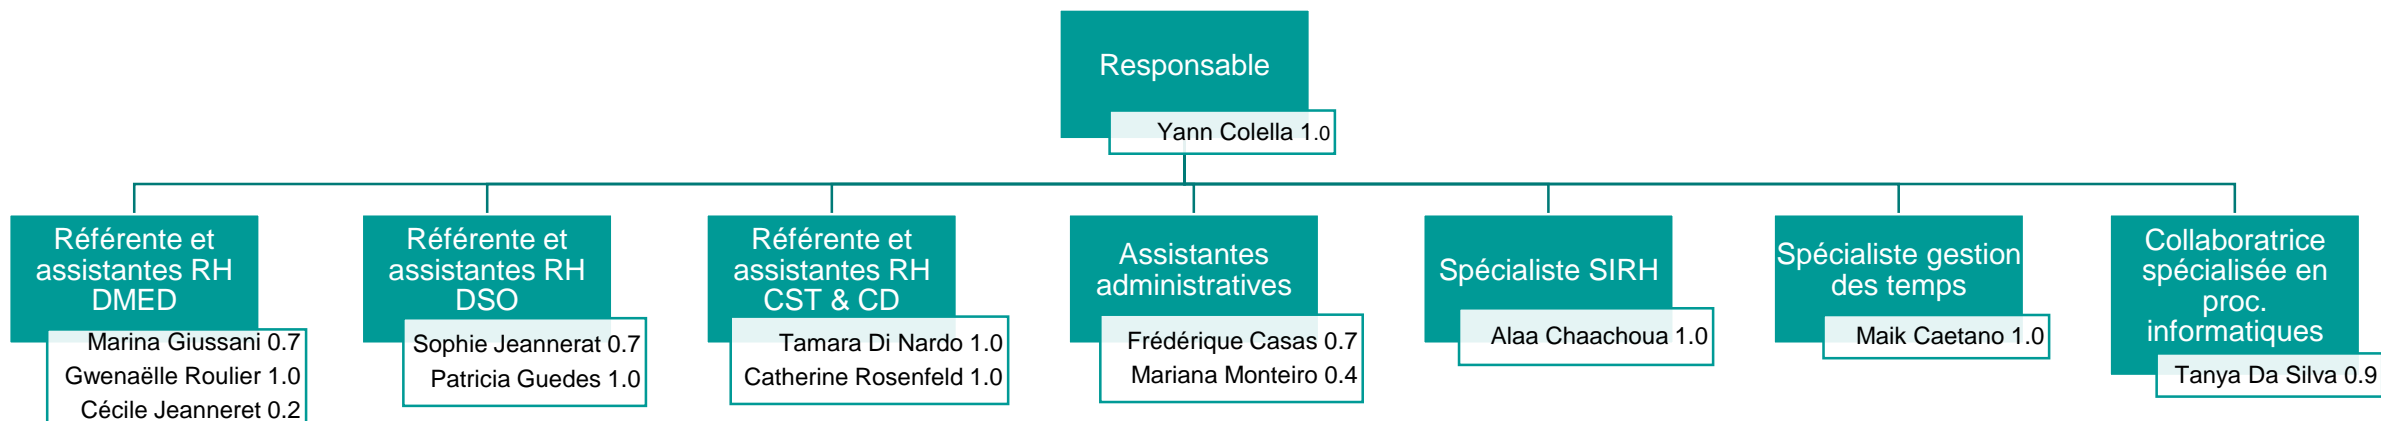 Responsable
Yann Colella 1.0
Référente et
assistantes RH
DMED
Marina Giussani 0.7
Gwenaëlle Roulier 1.0
Cécile Jeanneret 0.2
Référente et
assistantes RH
DSO
Sophie Jeannerat 0.7
Patricia Guedes 1.0
Référente et
assistantes RH
CST & CD
Tamara Di Nardo 1.0
Catherine Rosenfeld 1.0
Assistantes
administratives
Frédérique Casas 0.7
Mariana Monteiro 0.4
Spécialiste SIRH
Alaa Chaachoua 1.0
Spécialiste gestion
des temps
Maik Caetano 1.0
Collaboratrice
spécialisée en
proc.
informatiques
Tanya Da Silva 0.9